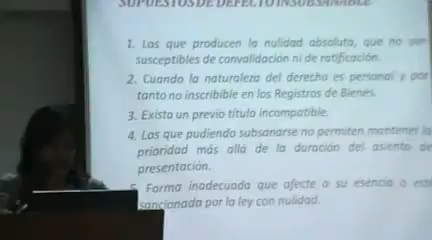 SUPUESTOS DE DEFECTO INSUBSANABLE
1. Los que producen la nulidad absoluta, que no son
susceptibles de convalidación ni de ratificación.
2. Cuando la naturaleza del derecho es personal y por
tanto no inscribible en los Registros de Bienes.
3. Exista un previo título incompatible.
4. Los que pudiendo subsanarse no permiten mantener la
prioridad más allá de la duración del asiento de
presentación.
5. Forma inadecuada que afecte a su esencia o
sancionada por la ley con nulidad.